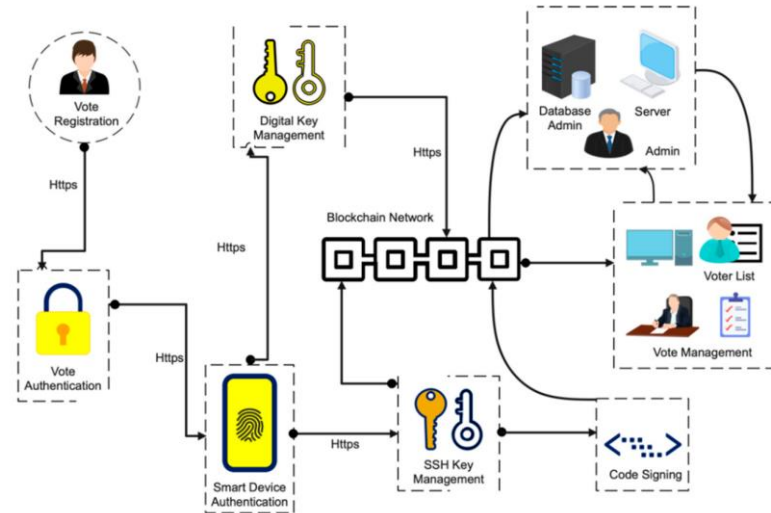 Vote
Registration
Https
Vote
Authentication
Https
Smart Device
Authentication
Https
Digital Key
Management
Https
Blockchain Network
Https
SSH Key
Management
Code Signing
Database
Admin
Server
Admin
Voter List
Vote Management